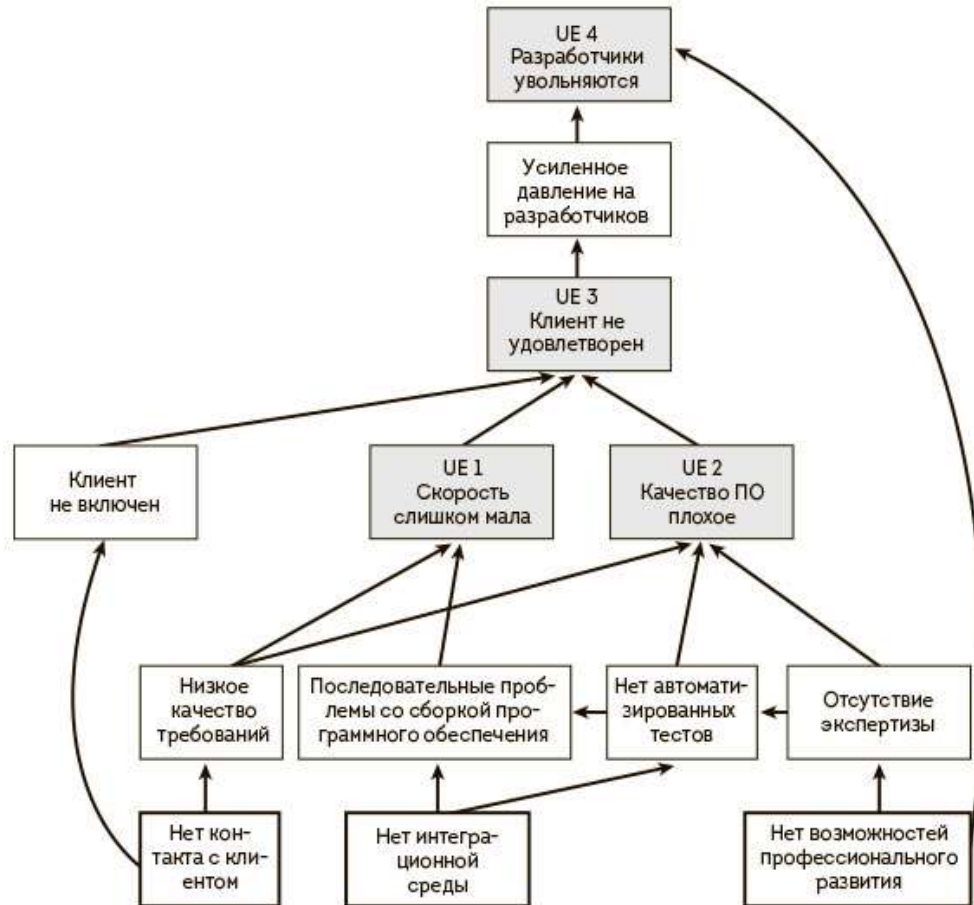 UE 4
Разработчики
увольняются
Усиленное
давление на
разработчиков
UE 3
Клиент не
удовлетворен
Клиент
не включен
UE 1
Скорость
слишком мала
UE 2
Качество ПО
плохое
Низкое
качество
требований
Последовательные проб-
лемы со сборкой про-
граммного обеспечения
Нет автомати-
зированных
тестов
Отсутствие
экспертизы
Нет кон-
такта с кли-
ентом
Нет интегра-
ционной
среды
Нет возможностей
профессионального
развития